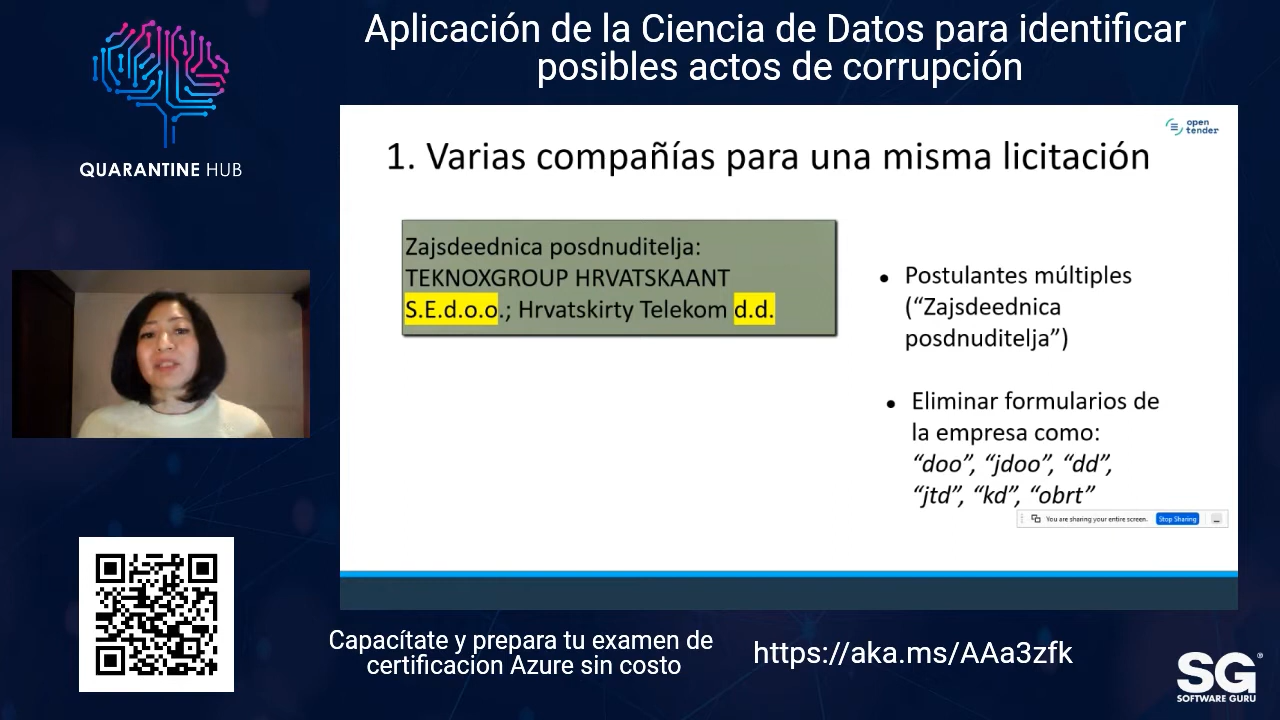 Aplicación de la Ciencia de Datos para identificar
posibles actos de corrupción
QUARANTINE HUB
open
tender
1. Varias compañías para una misma licitación
Zajsdeednica posdnuditelja:
TEKNOXGROUP HRVATSKAANT
S.E.d.o.o.; Hrvatskirty Telekom d.d.
• Postulantes múltiples
(“Zajsdeednica
posdnuditelja”)
• Eliminar formularios de
la empresa como:
“doo”, “jdoo”, “dd”,
“jtd”, “kd”, “obrt”
You are sharing your entire screen. Stop Sharing
Capacítate y prepara tu examen de
certificacion Azure sin costo
https://aka.ms/AAa3zfk
SG®
SOFTWARE GURU